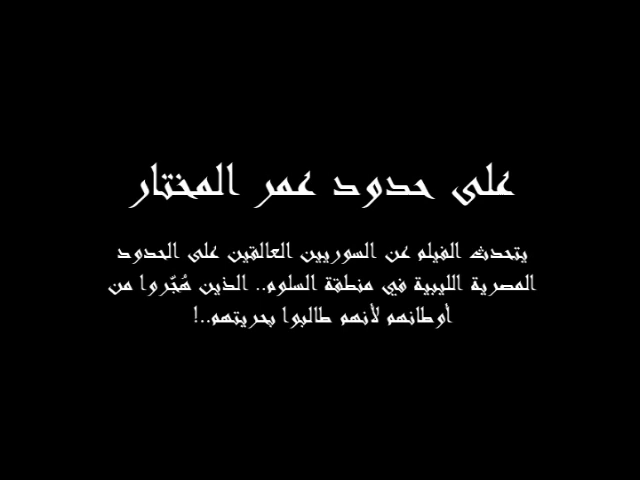 على حدود عمر المختار
يتحدث الفيلم عن السوريين العالقين على الحدود
المصرية الليبية في منطقة السلوم.. الذين هُجّروا من
أوطانهم لأنهم طالبوا بحريتهم..!